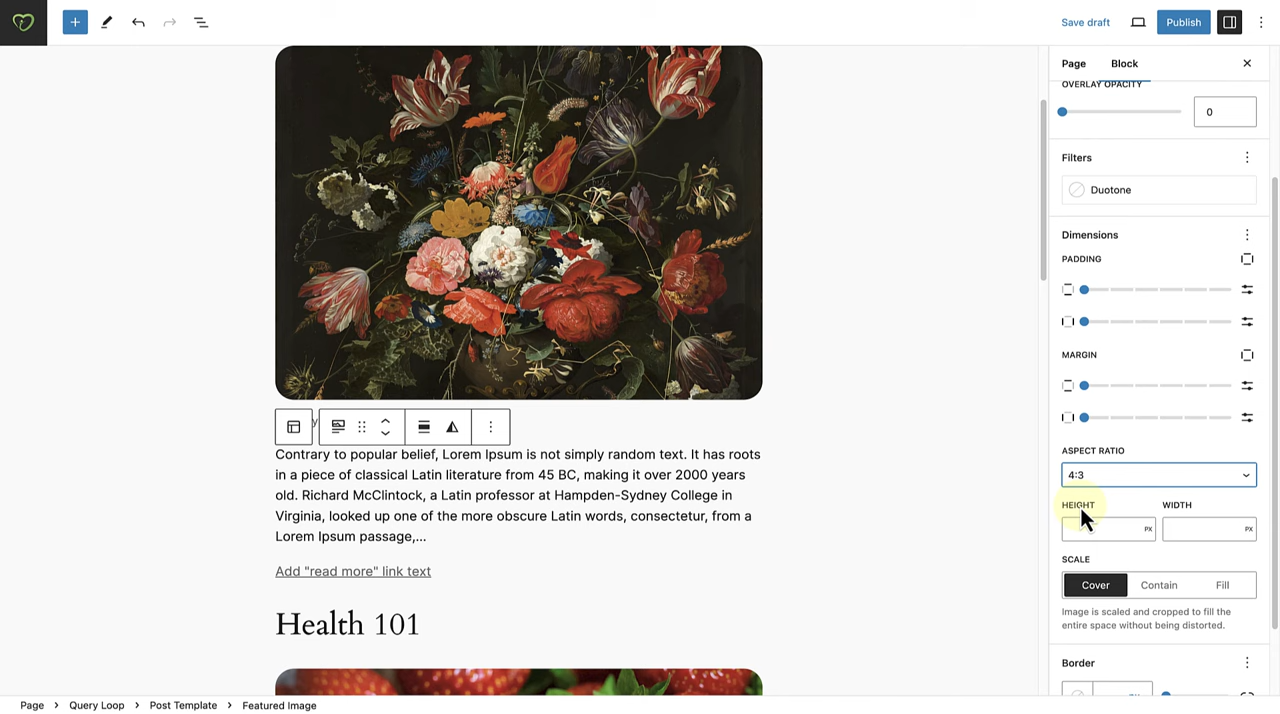 Save draft
Publish
Page
Block
OVERLAY OPACITY
0
Filters
Duotone
Dimensions
PADDING
MARGIN
ASPECT RATIO
4:3
HEIGHT
WIDTH
PX
PX
SCALE
Cover
Contain
Fill
Image is scaled and cropped to fill the
entire space without being distorted.
Border
y
Contrary to popular belief, Lorem Ipsum is not simply random text. It has roots
in a piece of classical Latin literature from 45 BC, making it over 2000 years
old. Richard McClintock, a Latin professor at Hampden-Sydney College in
Virginia, looked up one of the more obscure Latin words, consectetur, from a
Lorem Ipsum passage,...
Add "read more" link text
Health 101
Page > Query Loop > Post Template > Featured Image